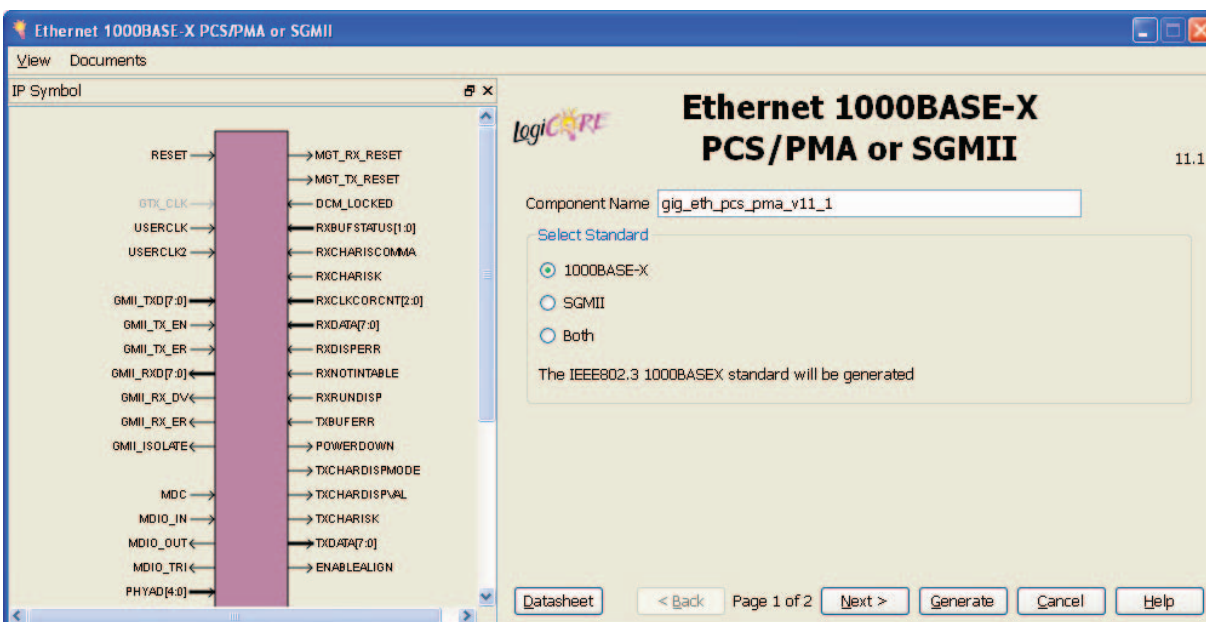 Ethernet 1000BASE-X PCS/PMA or SGMII
View Documents
IP Symbol
RESET
GTX_CLK
USERCLK
USERCLK2
GMII_TXD[7:0]
GMII_TX_EN
GMII_TX_ER
GMII_RXD[7:0]
GMII_RX_DV
GMII_RX_ER
GMII_ISOLATE
MDC
MDIO_IN
MDIO_OUT
MDIO_TRI
PHYAD[4:0]
MGT_RX_RESET
MGT_TX_RESET
DCM_LOCKED
RXBUFSTATUS[1:0]
RXCHARISCOMMA
RXCHARISK
RXCLKCORCNT[2:0]
RXDATA[7:0]
RXDISPERR
RXNOTINTABLE
RXRUNDISP
TXBUFERR
POWERDOWN
TXCHARDISPMODE
TXCHARDISPVAL
TXCHARISK
TXDATA[7:0]
ENABLEALIGN
logiCORE
Ethernet 1000BASE-X
PCS/PMA or SGMII
11.1
Component Name gig_eth_pcs_pma_v11_1
Select Standard
1000BASE-X
SGMII
Both
The IEEE802.3 1000BASEX standard will be generated
Datasheet < Back Page 1 of 2 Next > Generate Cancel Help